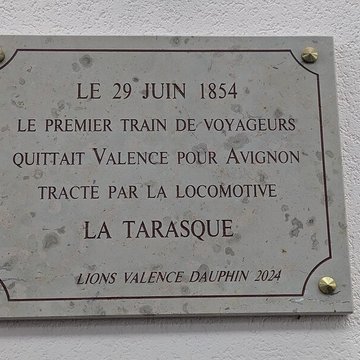 LE 29 JUIN 1854
LE PREMIER TRAIN DE VOYAGEURS
QUITTAIT VALENCE POUR AVIGNON
TRACTÉ PAR LA LOCOMOTIVE
LA TARASQUE
LIONS VALENCE DAUPHIN 2024